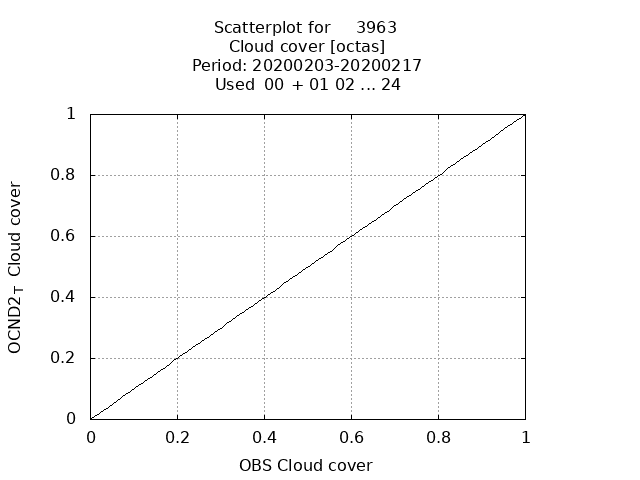 Scatterplot for 3963
Cloud cover [octas]
Period: 20200203-20200217
Used 00 + 01 02 ... 24
1
0.8
0.6
0.4
0.2
0
0 0.2 0.4 0.6 0.8 1
OCND2T Cloud cover
OBS Cloud cover